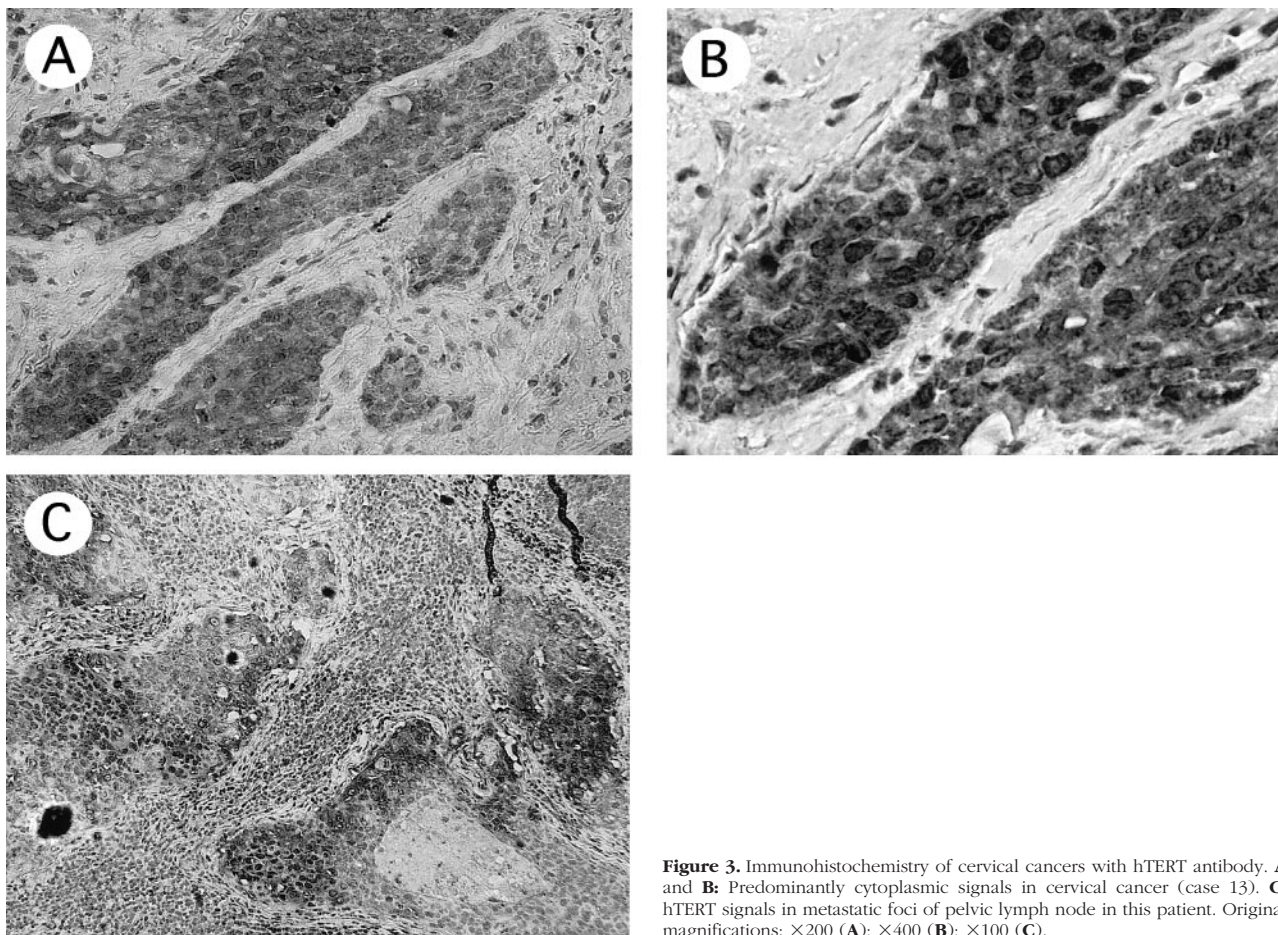 A
B
C
Figure 3. Immunohistochemistry of cervical cancers with hTERT antibody. A
and B: Predominantly cytoplasmic signals in cervical cancer (case 13). C
hTERT signals in metastatic foci of pelvic lymph node in this patient. Origina
magnifications: ×200 (A); ×400 (B); ×100 (C).